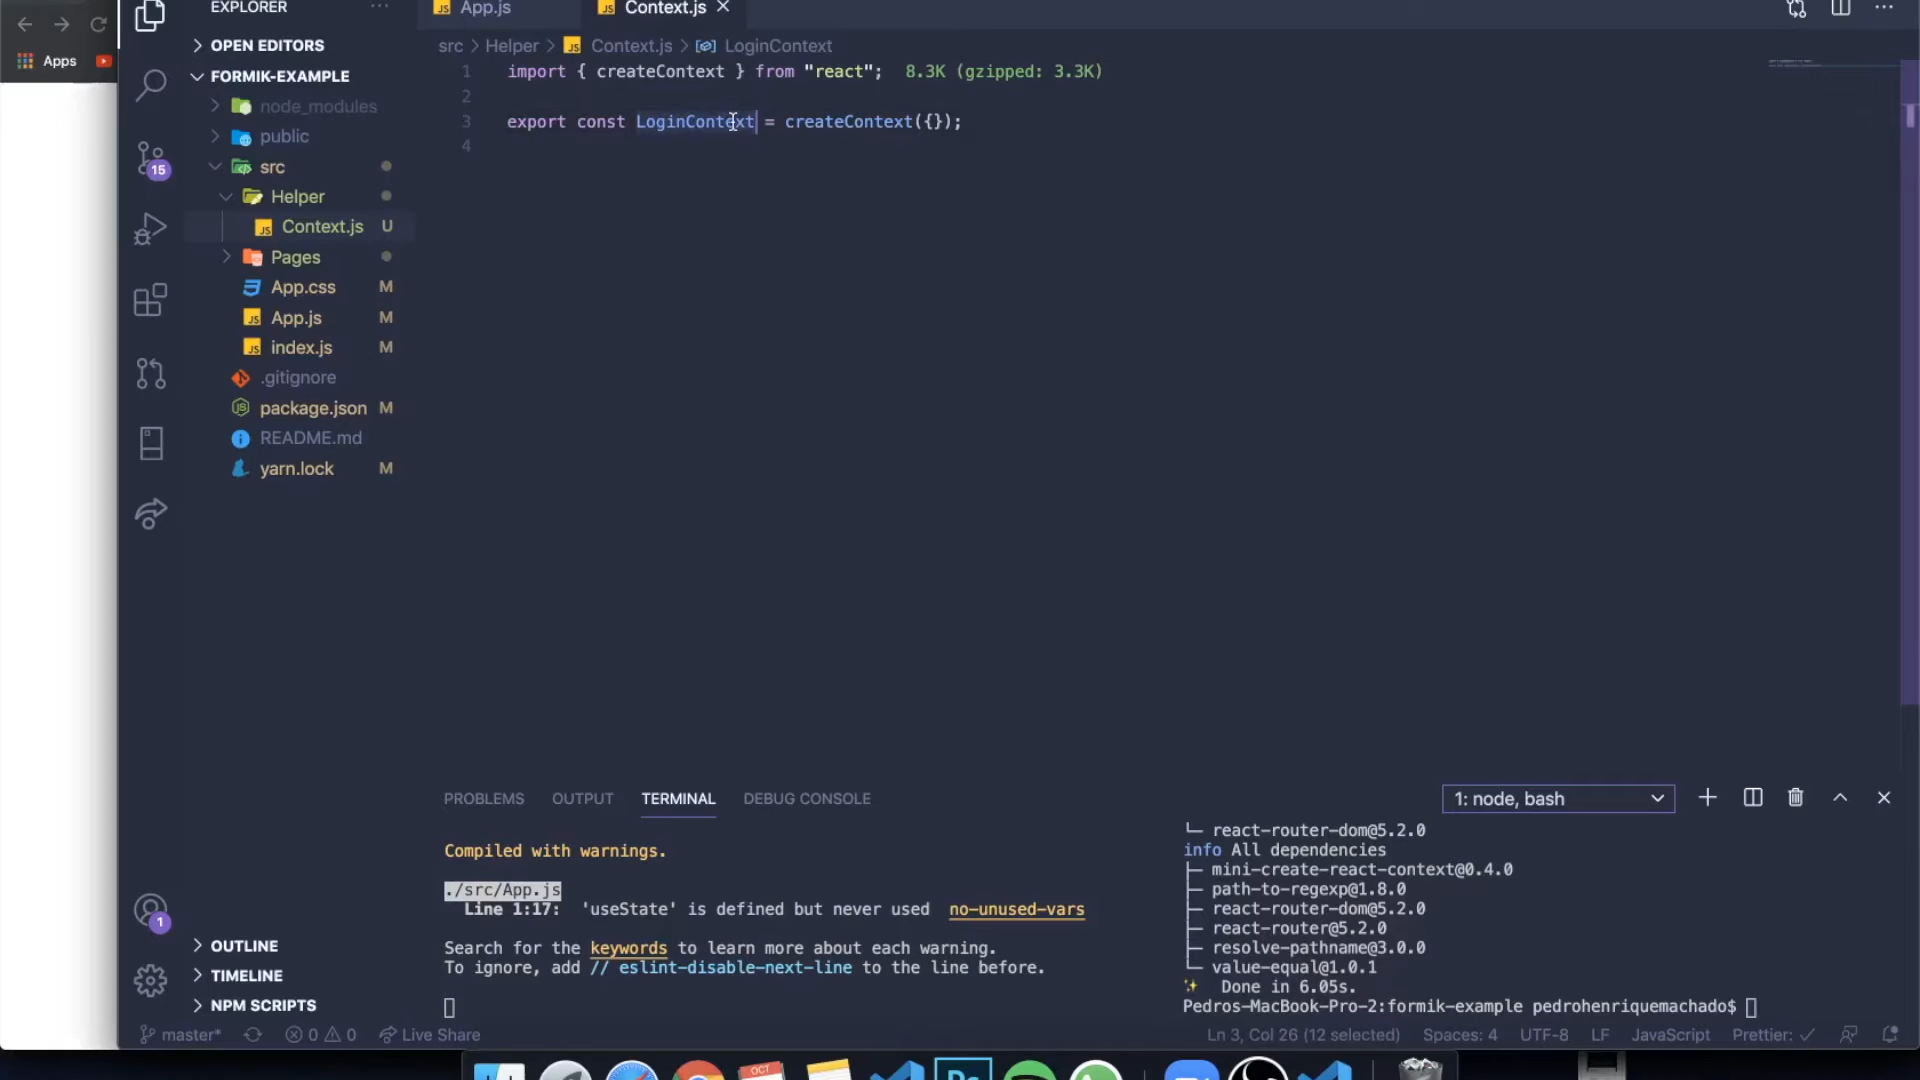 Apps
EXPLORER
OPEN EDITORS
FORMIK-EXAMPLE
node_modules
public
src
Helper
Context.js U
Pages
App.css M
App.js M
index.js M
.gitignore
package.json M
README.md
yarn.lock M
15
1
OUTLINE
TIMELINE
NPM SCRIPTS
App.js
Context.js
src > Helper > Context.js > LoginContext
1 import { createContext } from "react"; 8.3K (gzipped: 3.3K)
2
3 export const LoginContext = createContext({});
4
PROBLEMS OUTPUT TERMINAL DEBUG CONSOLE
1: node, bash
Compiled with warnings.
./src/App.js
Line 1:17: 'useState' is defined but never used no-unused-vars
Search for the keywords to learn more about each warning.
To ignore, add // eslint-disable-next-line to the line before.
└─ react-router-dom@5.2.0
info All dependencies
├─ mini-create-react-context@0.4.0
├─ path-to-regexp@1.8.0
├─ react-router-dom@5.2.0
├─ react-router@5.2.0
├─ resolve-pathname@3.0.0
└─ value-equal@1.0.1
✨ Done in 6.05s.
Pedros-MacBook-Pro-2:formik-example pedrohenriquemachado$
master* 0 0 Live Share
Ln 3, Col 26 (12 selected) Spaces: 4 UTF-8 LF JavaScript Prettier: ✓
OCT
Ps